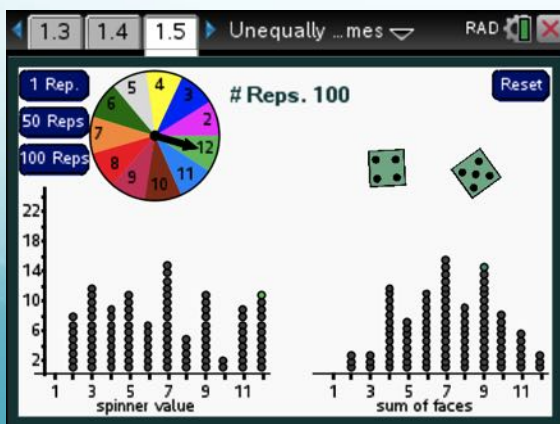 1.3 1.4 1.5 Unequally ...mes RAD
1 Rep.
50 Reps
100 Reps
# Reps. 100
Reset
5 4 3 2 12 11 10 9 8 7 6
22
18
14
10
6
2
1 3 5 7 9 11
spinner value
1 3 5 7 9 11
sum of faces